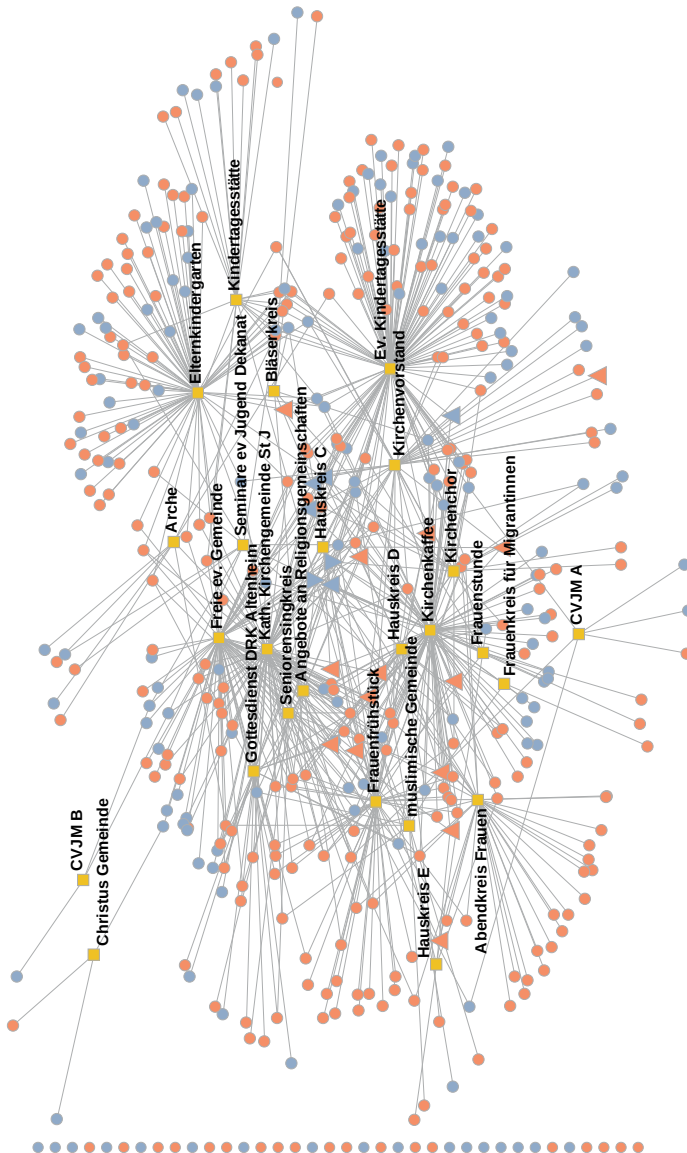 Kindertagesstätte
Ev. Kindertagesstätte
Elternkindergarten
Bläserkreis
Seminare ev Jugend Dekanat
Kirchenvorstand
Angebote an Religionsgemeinschaften
Kath. Kirchengemeinde St J
Hauskreis C
Arche
Freie ev. Gemeinde
Kirchenchor
Frauenkreis für Migrantinnen
Kirchenkaffee
Frauenstunde
Hauskreis D
CVJM A
Gottesdienst DRK Altenheim
Seniorensingkreis
Frauenfrühstück
muslimische Gemeinde
CVJM B
Christus Gemeinde
Abendkreis Frauen
Hauskreis E